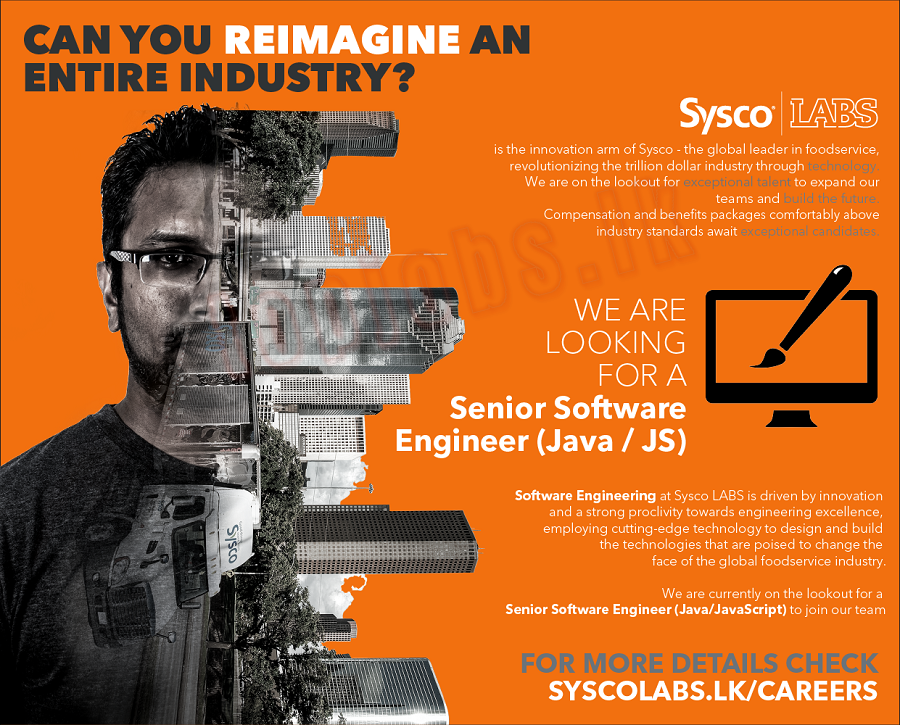 CAN YOU REIMAGINE AN
ENTIRE INDUSTRY?
Sysco® LABS
is the innovation arm of Sysco - the global leader in foodservice,
revolutionizing the trillion dollar industry through technology.
We are on the lookout for exceptional talent to expand our
teams and build the future.
Compensation and benefits packages comfortably above
industry standards await exceptional candidates.
WE ARE
LOOKING
FOR A
Senior Software
Engineer (Java / JS)
Software Engineering at Sysco LABS is driven by innovation
and a strong proclivity towards engineering excellence,
employing cutting-edge technology to design and build
the technologies that are poised to change the
face of the global foodservice industry.
We are currently on the lookout for a
Senior Software Engineer (Java/JavaScript) to join our team
Sysco
FOR MORE DETAILS CHECK
SYSCOLABS.LK/CAREERS